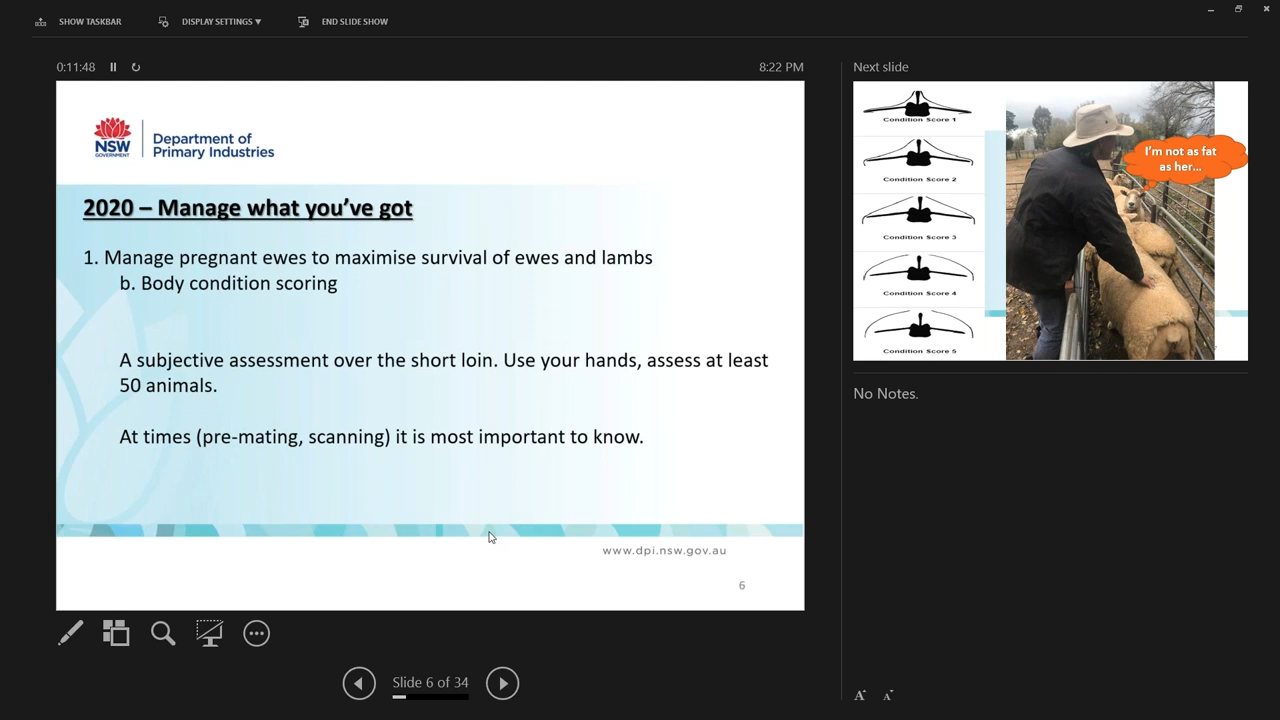 SHOW TASKBAR
DISPLAY SETTINGS ▼
END SLIDE SHOW
0:11:48
8:22 PM
NSW
GOVERNMENT
Department of
Primary Industries
2020 – Manage what you've got
1. Manage pregnant ewes to maximise survival of ewes and lambs
b. Body condition scoring
A subjective assessment over the short loin. Use your hands, assess at least
50 animals.
At times (pre-mating, scanning) it is most important to know.
www.dpi.nsw.gov.au
6
Slide 6 of 34
Next slide
Condition Score 1
Condition Score 2
Condition Score 3
Condition Score 4
Condition Score 5
I'm not as fat
as her...
No Notes.
A
A